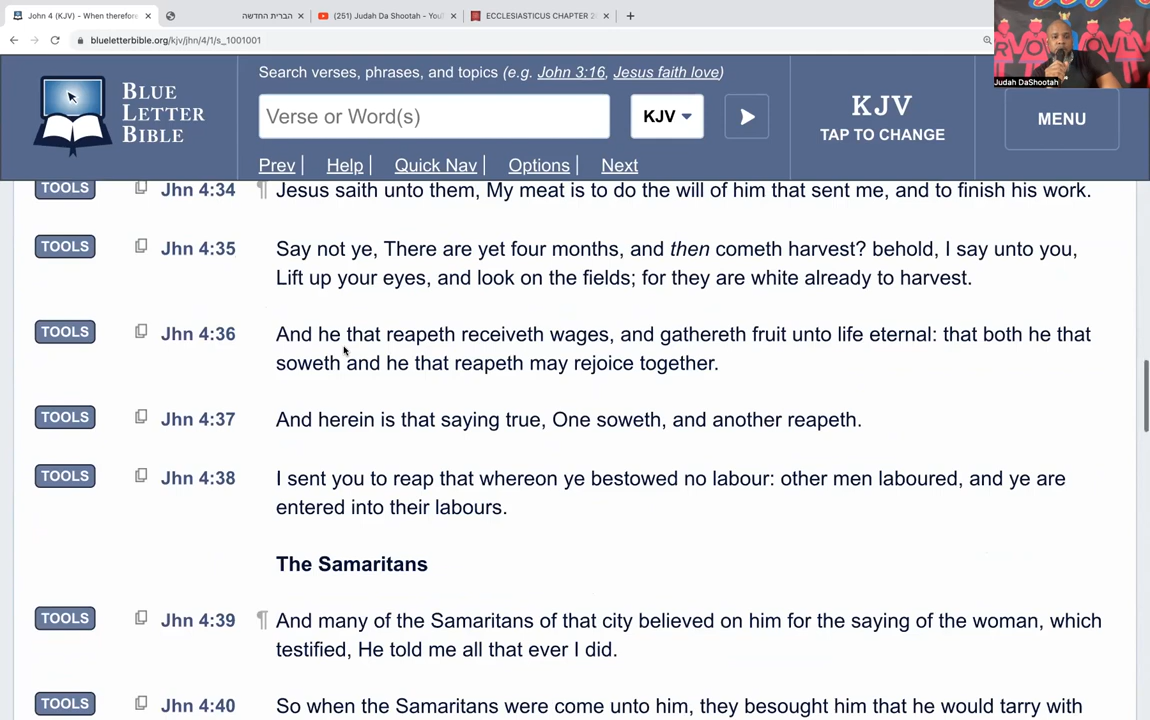 John 4 (KJV) - When therefore
הברית החדשה
(251) Judah Da Shootah - You
ECCLESIASTICUS CHAPTER 2
blueletterbible.org/kjv/jhn/4/1/s_1001001
Judah DaShootah
BLUE
LETTER
BIBLE
Search verses, phrases, and topics (e.g. John 3:16, Jesus faith love)
Verse or Word(s)
KJV
Prev | Help | Quick Nav | Options | Next
KJV
TAP TO CHANGE
MENU
TOOLS Jhn 4:34 ¶ Jesus saith unto them, My meat is to do the will of him that sent me, and to finish his work.
TOOLS Jhn 4:35 Say not ye, There are yet four months, and then cometh harvest? behold, I say unto you,
Lift up your eyes, and look on the fields; for they are white already to harvest.
TOOLS Jhn 4:36 And he that reapeth receiveth wages, and gathereth fruit unto life eternal: that both he that
soweth and he that reapeth may rejoice together.
TOOLS Jhn 4:37 And herein is that saying true, One soweth, and another reapeth.
TOOLS Jhn 4:38 I sent you to reap that whereon ye bestowed no labour: other men laboured, and ye are
entered into their labours.
The Samaritans
TOOLS Jhn 4:39 ¶ And many of the Samaritans of that city believed on him for the saying of the woman, which
testified, He told me all that ever I did.
TOOLS Jhn 4:40 So when the Samaritans were come unto him, they besought him that he would tarry with